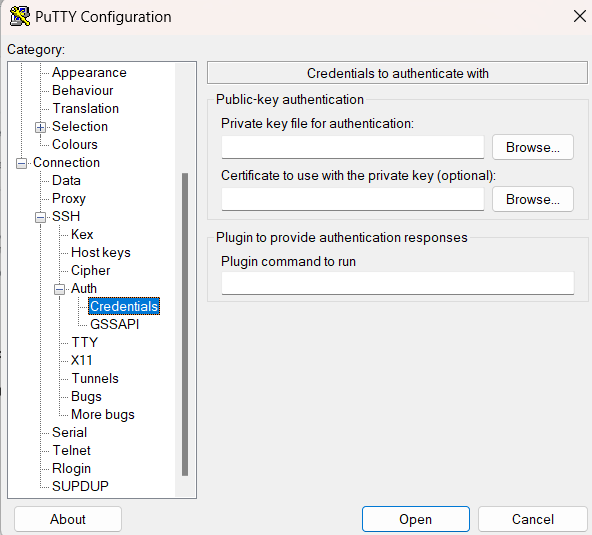 PuTTY Configuration
Category:
Appearance
Behaviour
Translation
Selection
Colours
Connection
Data
Proxy
SSH
Kex
Host keys
Cipher
Auth
Credentials
GSSAPI
TTY
X11
Tunnels
Bugs
More bugs
Serial
Telnet
Rlogin
SUPDUP
Credentials to authenticate with
Public-key authentication
Private key file for authentication:
Browse...
Certificate to use with the private key (optional):
Browse...
Plugin to provide authentication responses
Plugin command to run
About
Open
Cancel